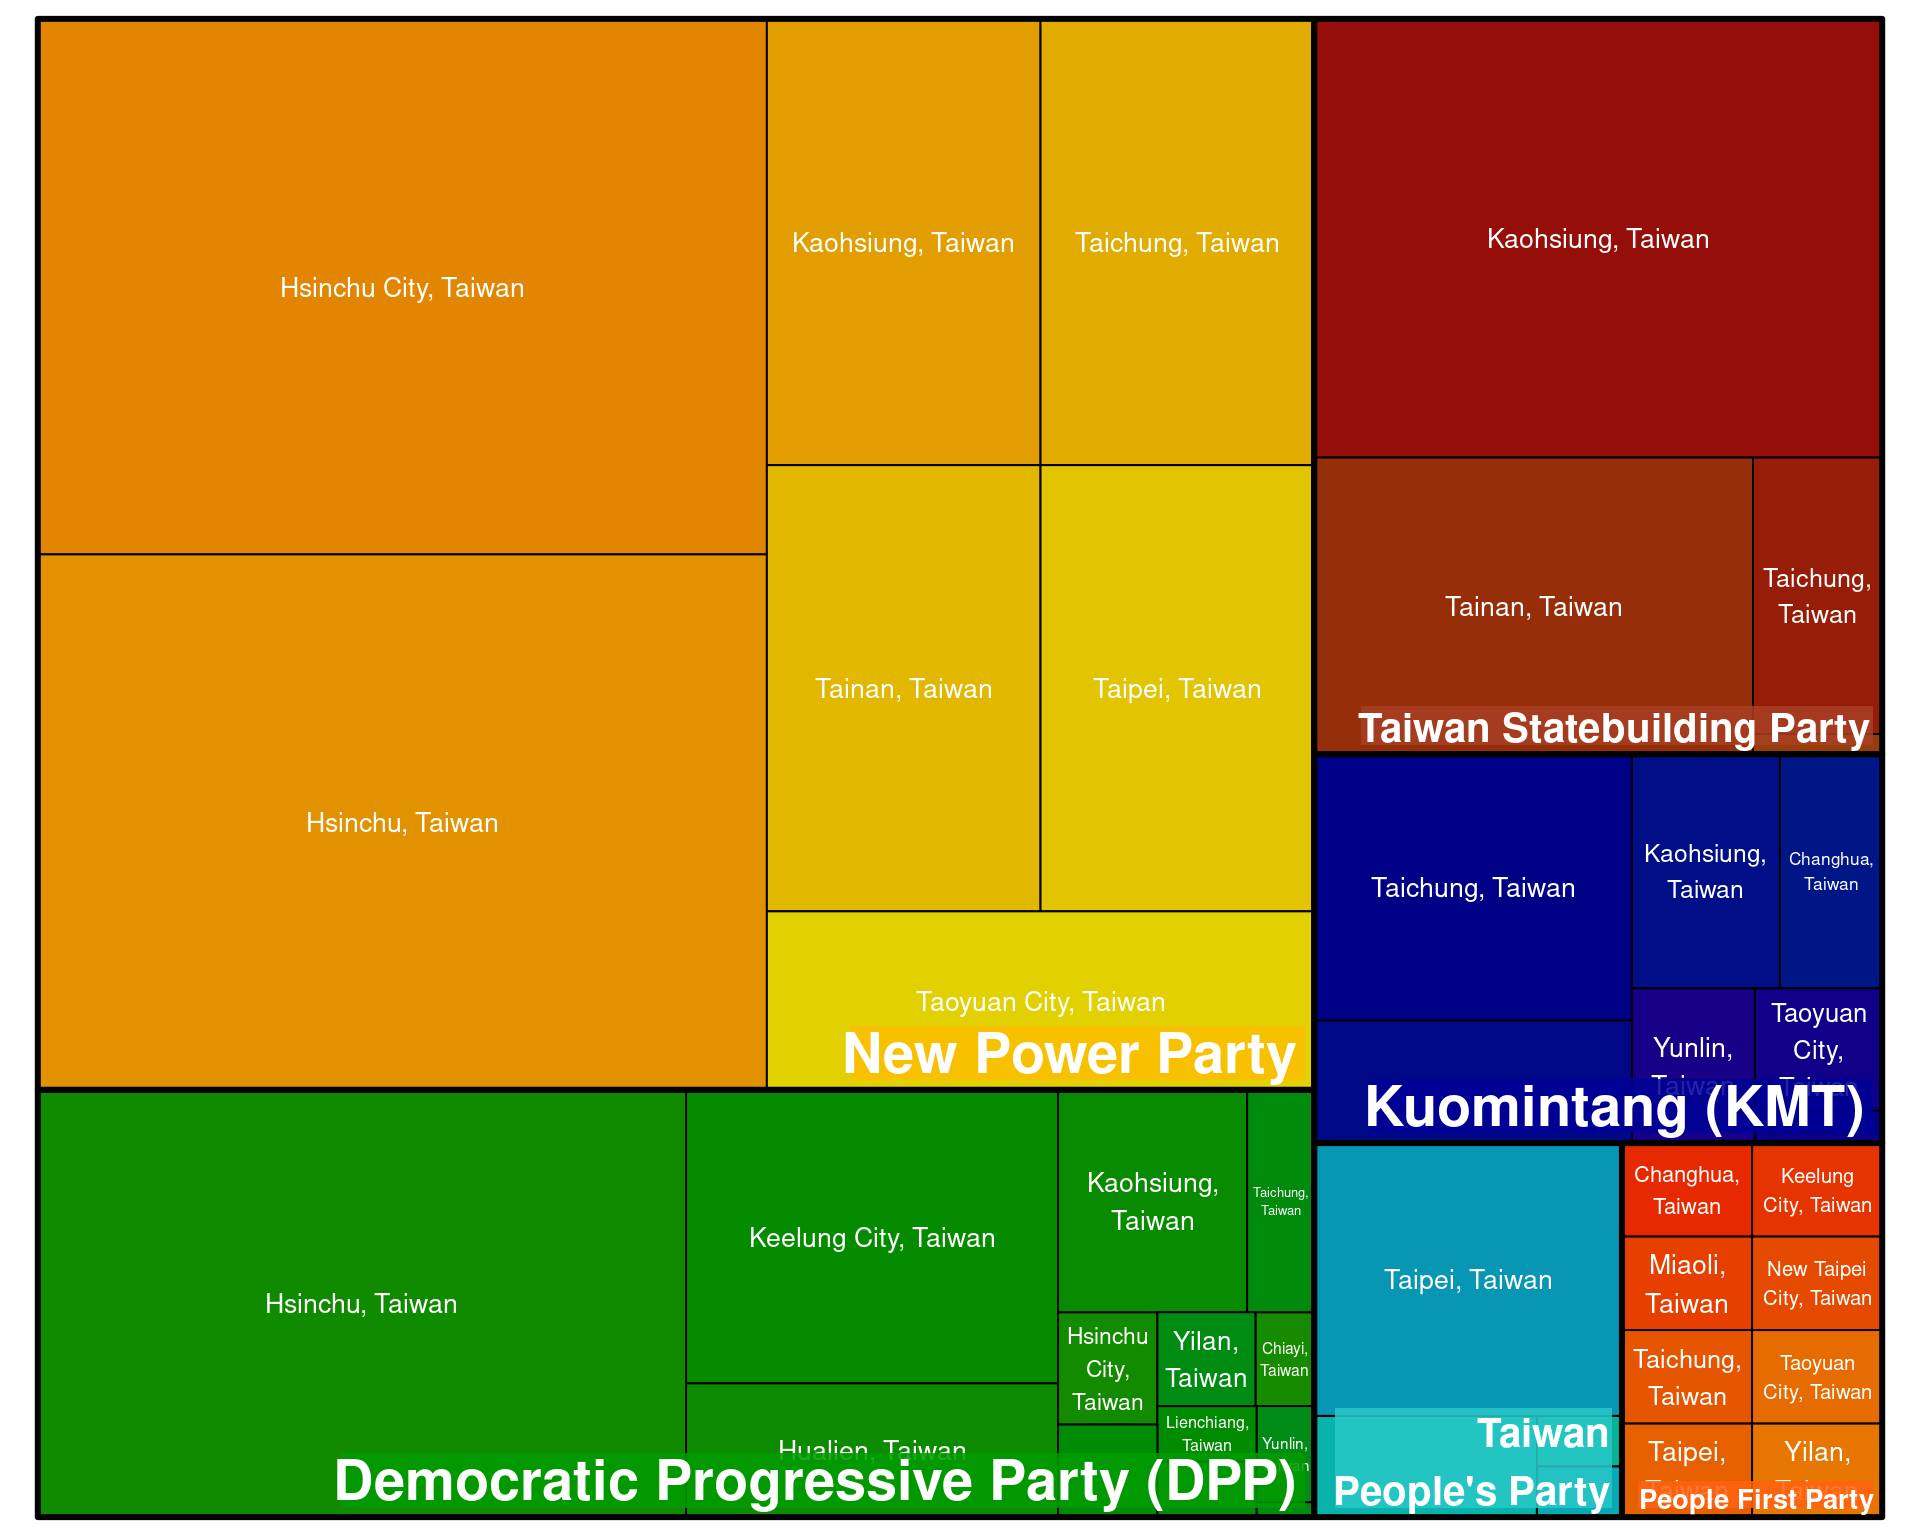 Hsinchu City, Taiwan
Kaohsiung, Taiwan
Taichung, Taiwan
Hsinchu, Taiwan
Tainan, Taiwan
Taipei, Taiwan
Taoyuan City, Taiwan
New Power Party
Kaohsiung, Taiwan
Tainan, Taiwan
Taichung,
Taiwan
Taiwan Statebuilding Party
Taichung, Taiwan
Kaohsiung,
Taiwan
Changhua,
Taiwan
Yunlin,
Taiwan
Taoyuan
City,
Taiwan
Kuomintang (KMT)
Hsinchu, Taiwan
Keelung City, Taiwan
Hualien, Taiwan
Kaohsiung,
Taiwan
Taichung,
Taiwan
Hsinchu
City,
Taiwan
Yilan,
Taiwan
Chiayi,
Taiwan
Lienchiang,
Taiwan
Yunlin,
Democratic Progressive Party (DPP)
Taipei, Taiwan
Taiwan
People's Party
Changhua,
Taiwan
Keelung
City, Taiwan
Miaoli,
Taiwan
New Taipei
City, Taiwan
Taichung,
Taiwan
Taoyuan
City, Taiwan
Taipei,
Taiwan
Yilan,
Taiwan
People First Party